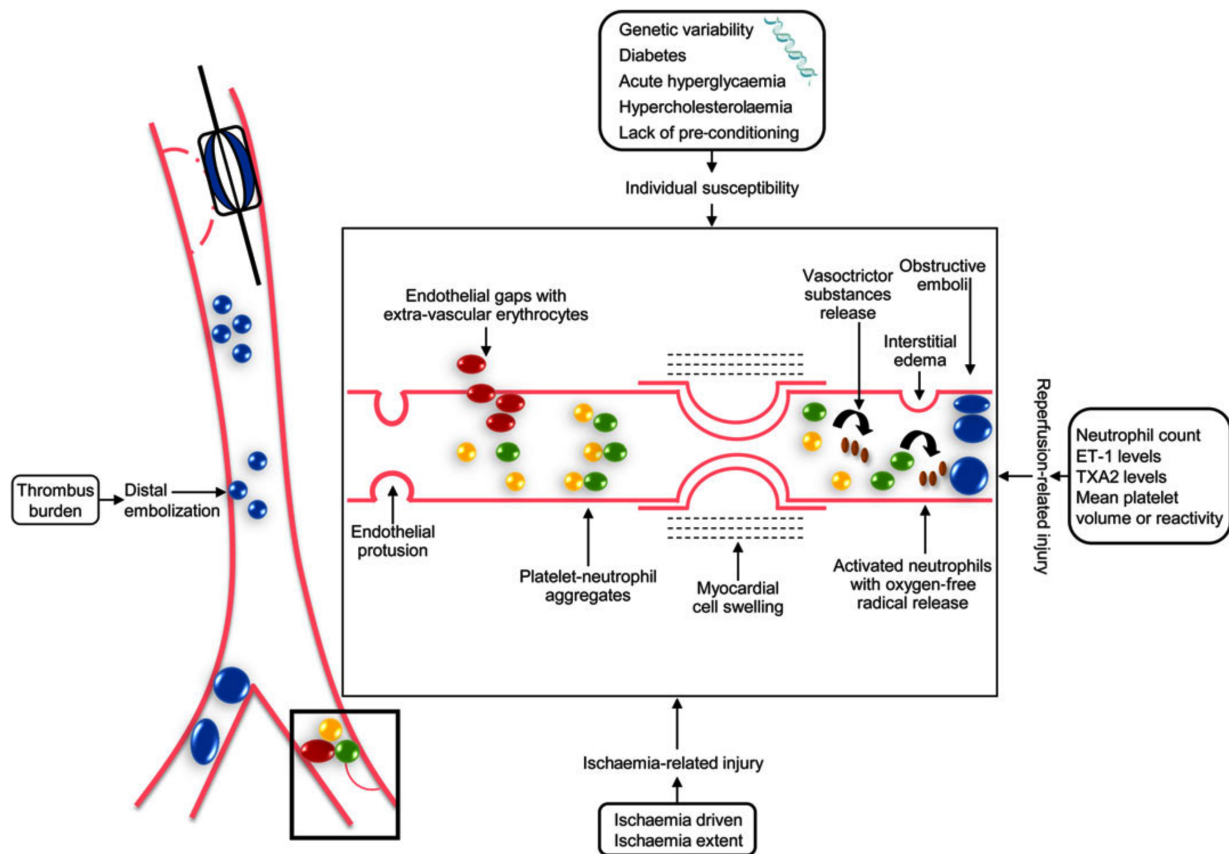 Genetic variability
Diabetes
Acute hyperglycaemia
Hypercholesterolaemia
Lack of pre-conditioning
Individual susceptibility
Endothelial gaps with
extra-vascular erythrocytes
Vasoctrictor
substances
release
Obstructive
emboli
Interstitial
edema
Thrombus
burden
Distal
embolization
Endothelial
protusion
Platelet-neutrophil
aggregates
Myocardial
cell swelling
Activated neutrophils
with oxygen-free
radical release
Reperfusion-related injury
Neutrophil count
ET-1 levels
TXA2 levels
Mean platelet
volume or reactivity
Ischaemia-related injury
Ischaemia driven
Ischaemia extent